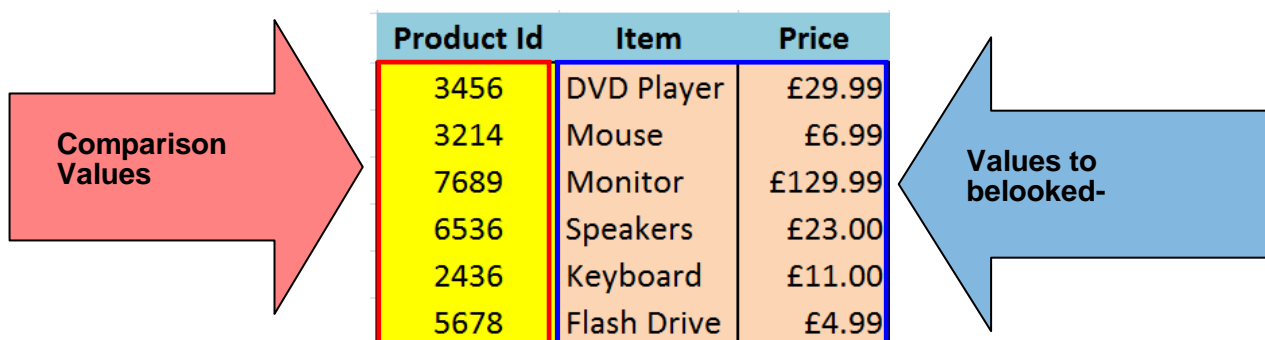 Product Id Item Price
3456 DVD Player £29.99
3214 Mouse £6.99
7689 Monitor £129.99
6536 Speakers £23.00
2436 Keyboard £11.00
5678 Flash Drive £4.99
Comparison
Values
Values to
belooked-